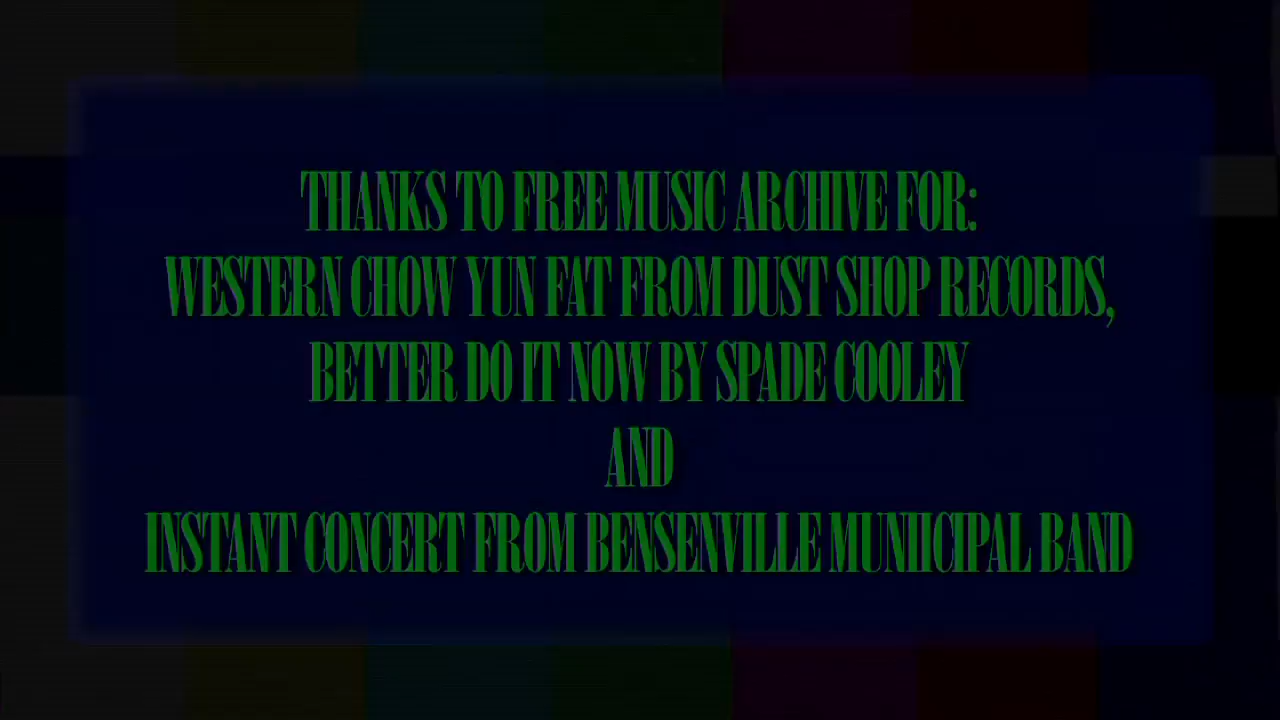 THANKS TO FREE MUSIC ARCHIVE FOR:
WESTERN CHOW YUN FAT FROM DUST SHOP RECORDS,
BETTER DO IT NOW BY SPADE COOLEY
AND
INSTANT CONCERT FROM BENSENVILLE MUNIICIPAL BAND